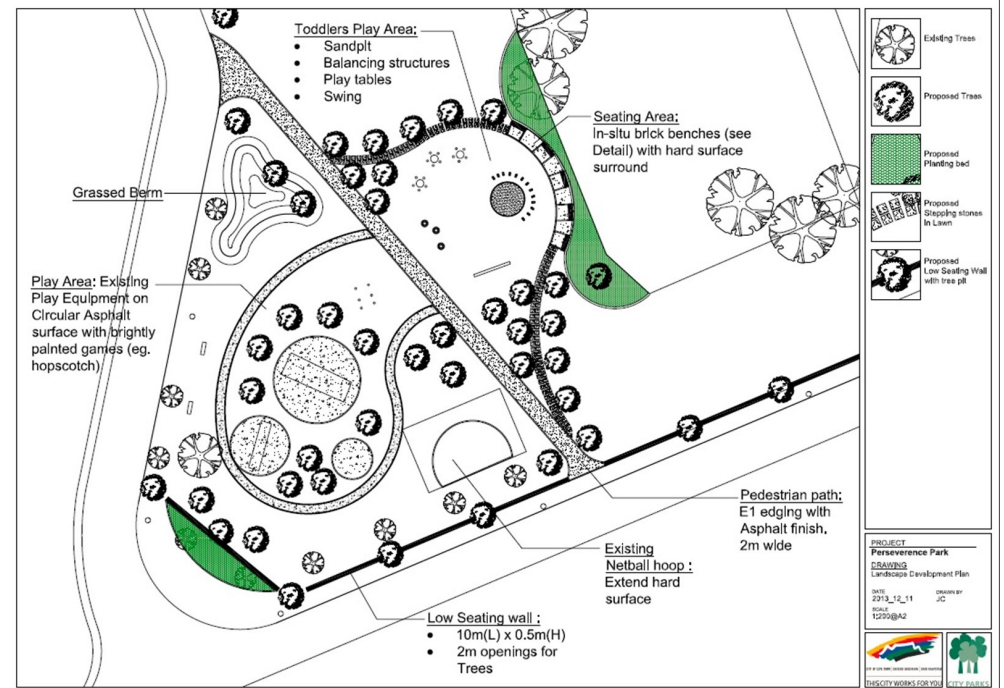 Toddlers Play Area:
• Sandpit
• Balancing structures
• Play tables
• Swing
Seating Area:
In-situ brick benches (see
Detail) with hard surface
surround
Grassed Berm
Play Area: Existing
Play Equipment on
Circular Asphalt
surface with brightly
painted games (eg.
hopscotch)
Pedestrian path:
E1 edging with
Asphalt finish,
2m wide
Existing
Netball hoop :
Extend hard
surface
Low Seating wall :
• 10m(L) x 0.5m(H)
• 2m openings for
Trees
Existing Trees
Proposed Trees
Proposed
Planting bed
Proposed
Stepping stones
in Lawn
Proposed
Low Seating Wall
with tree pit
PROJECT
Perseverence Park
DRAWING
Landscape Development Plan
DATE
2013_12_11
DRAWN BY
JC
SCALE
1:200@A2
THIS CITY WORKS FOR YOU
CITY PARKS